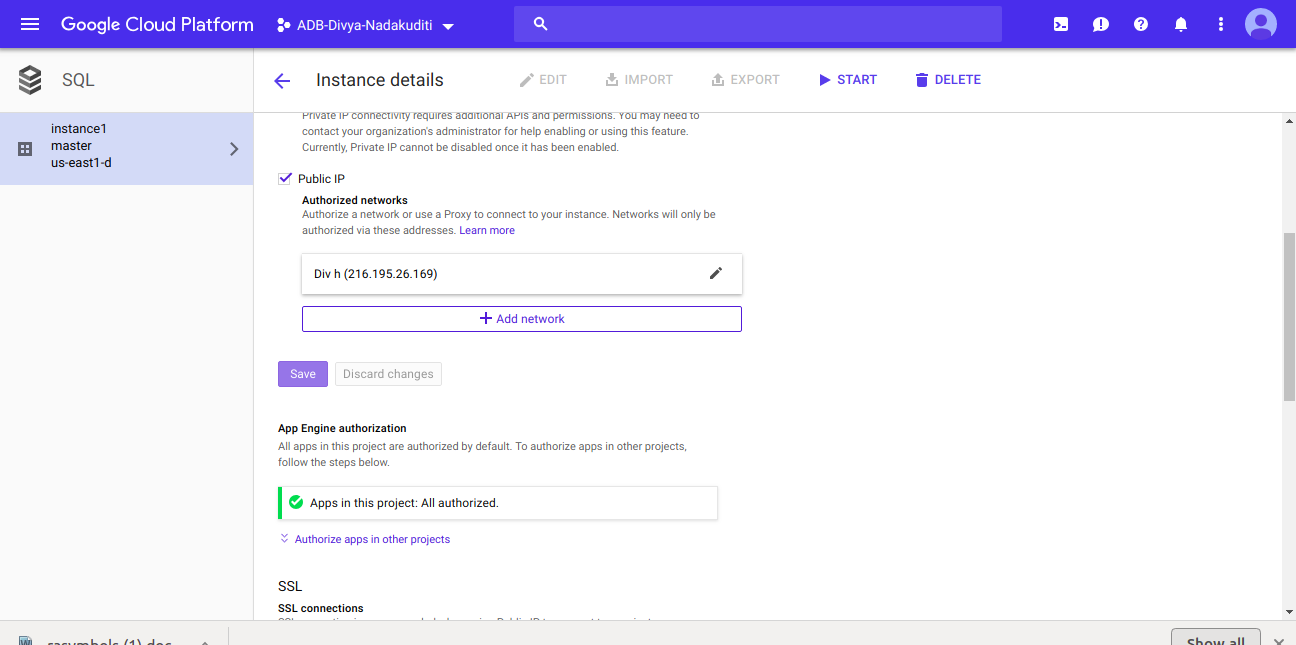 Google Cloud Platform
ADB-Divya-Nadakuditi
SQL
Instance details
EDIT
IMPORT
EXPORT
START
DELETE
instance1
master
us-east1-d
Private IP connectivity requires additional APIs and permissions. You may need to
contact your organization's administrator for help enabling or using this feature.
Currently, Private IP cannot be disabled once it has been enabled.
Public IP
Authorized networks
Authorize a network or use a Proxy to connect to your instance. Networks will only be
authorized via these addresses. Learn more
Div h (216.195.26.169)
Add network
Save
Discard changes
App Engine authorization
All apps in this project are authorized by default. To authorize apps in other projects,
follow the steps below.
Apps in this project: All authorized.
Authorize apps in other projects
SSL
SSL connections
Show all